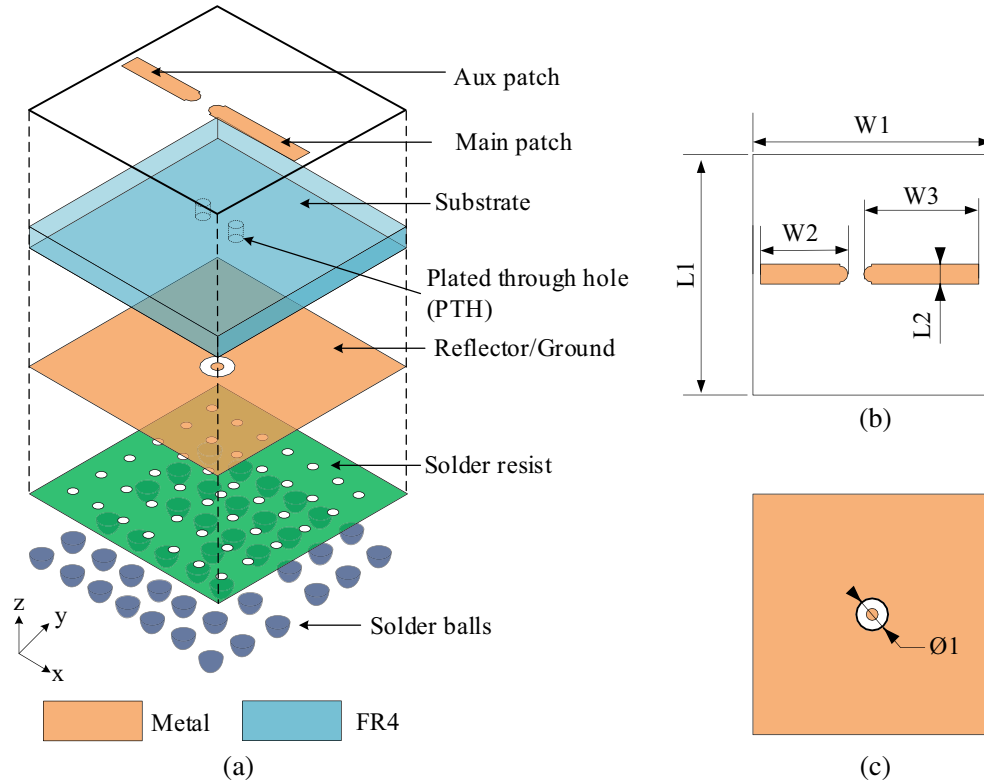 Aux patch
Main patch
Substrate
Plated through hole
(PTH)
Reflector/Ground
Solder resist
Solder balls
z
y
x
Metal
FR4
(a)
W1
W3
W2
L1
L2
(b)
Ø1
(c)